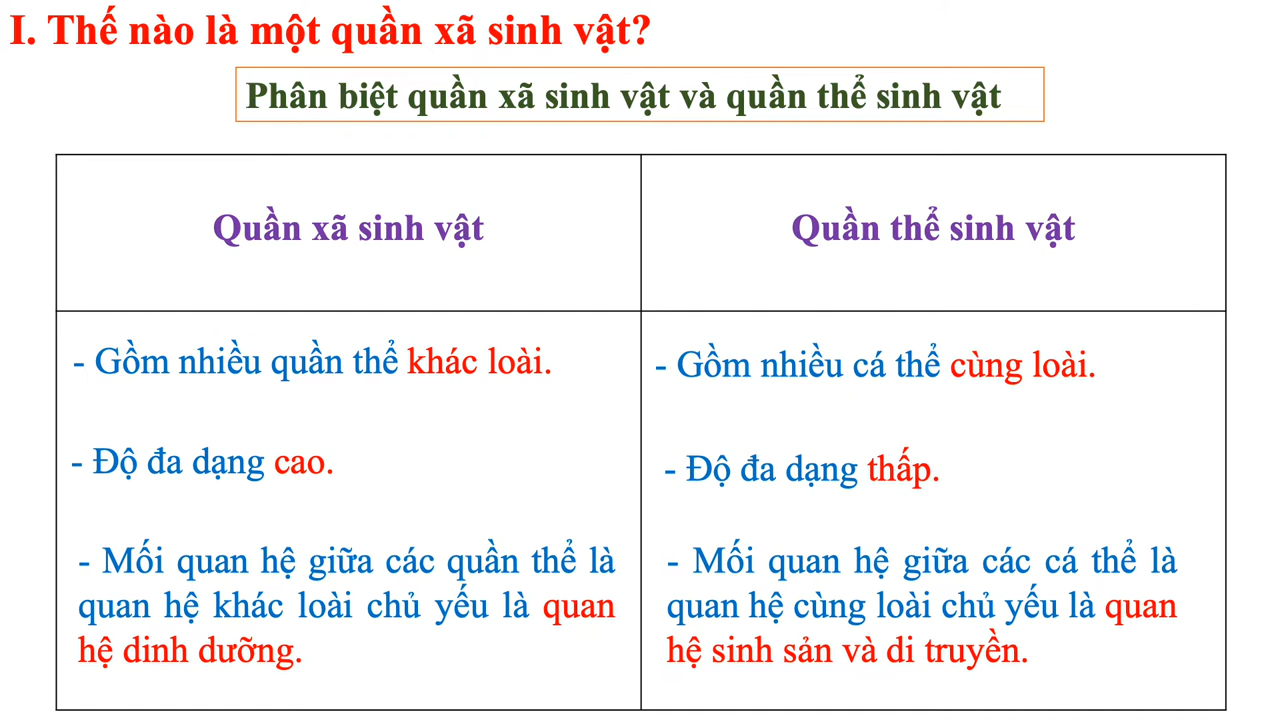 I. Thế nào là một quần xã sinh vật?
Phân biệt quần xã sinh vật và quần thể sinh vật
Quần xã sinh vật
Quần thể sinh vật
- Gồm nhiều quần thể khác loài.
- Độ đa dạng cao.
- Mối quan hệ giữa các quần thể là
quan hệ khác loài chủ yếu là quan
hệ dinh dưỡng.
- Gồm nhiều cá thể cùng loài.
- Độ đa dạng thấp.
- Mối quan hệ giữa các cá thể là
quan hệ cùng loài chủ yếu là quan
hệ sinh sản và di truyền.